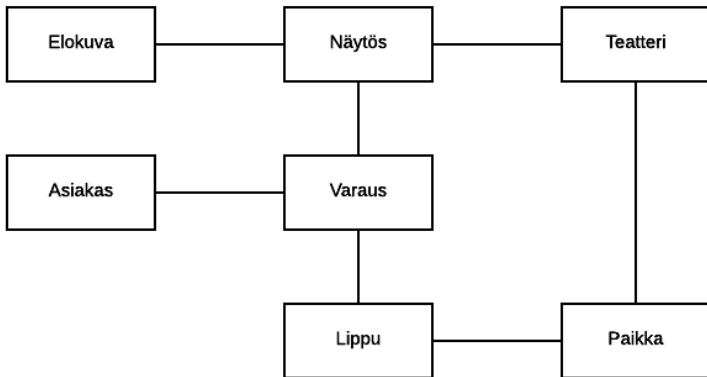 Elokuva
Näytös
Teatteri
Asiakas
Varaus
Lippu
Paikka